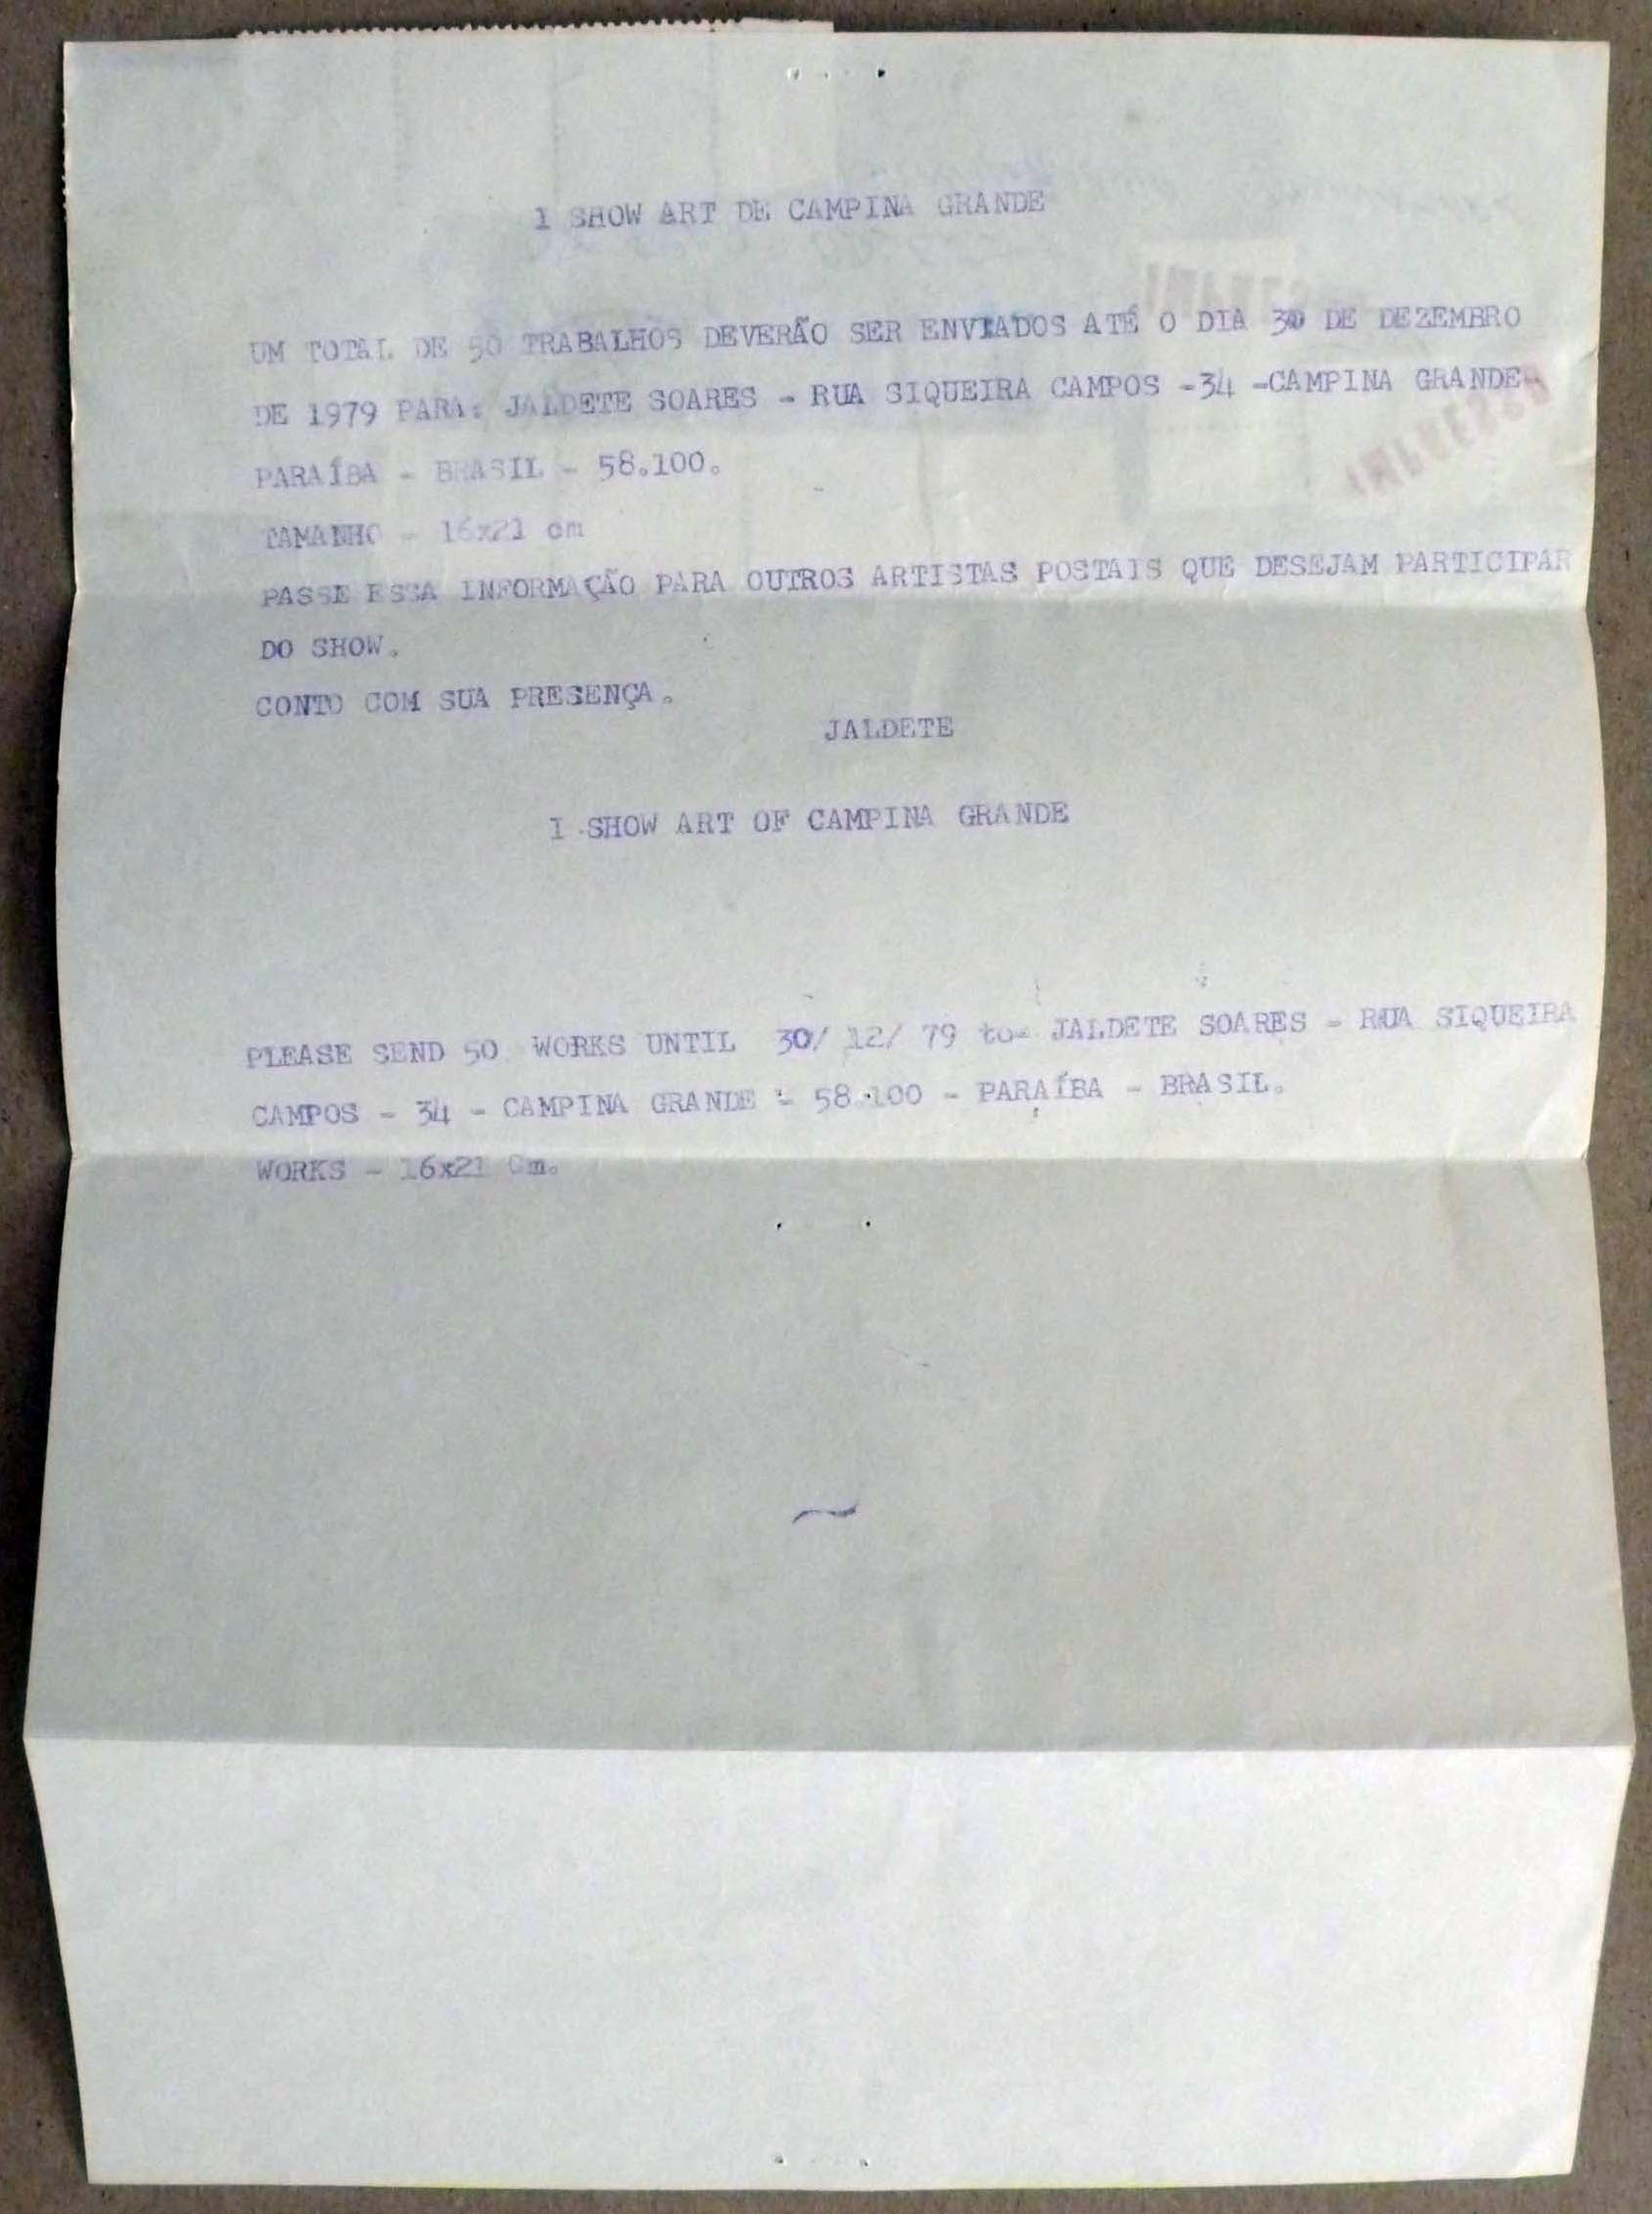 I SHOW ART DE CAMPINA GRANDE
UM TOTAL DE 50 TRABALHOS DEVERÃO SER ENVIADOS ATÉ O DIA 30 DE DEZEMBRO
DE 1979 PARA: JALDETE SOARES - RUA SIQUEIRA CAMPOS -34 -CAMPINA GRANDE-
PARAÍBA - BRASIL - 58.100.
TAMANHO - 16x21 cm
PASSE ESSA INFORMAÇÃO PARA OUTROS ARTISTAS POSTAIS QUE DESEJAM PARTICIPAR
DO SHOW.
CONTO COM SUA PRESENÇA.
JALDETE
I SHOW ART OF CAMPINA GRANDE
PLEASE SEND 50 WORKS UNTIL 30/ 12/ 79 to- JALDETE SOARES - RUA SIQUEIRA
CAMPOS - 34 - CAMPINA GRANDE - 58.100 - PARAÍBA - BRASIL.
WORKS - 16x21 Cm.